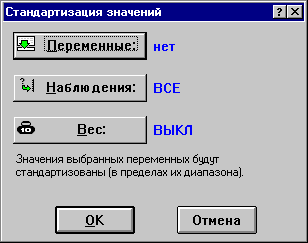 Стандартизация значений
Переменные: нет
Наблюдения: ВСЕ
Вес: ВЫКЛ
Значения выбранных переменных будут
стандартизованы (в пределах их диапазона).
OK Отмена